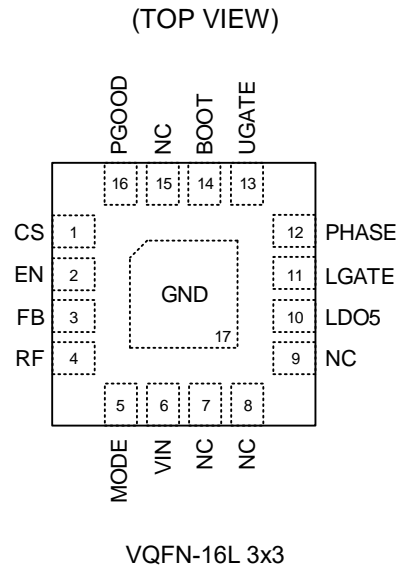 (TOP VIEW)
PGOOD
NC
BOOT
UGATE
16
15
14
13
CS 1
12 PHASE
EN 2
11 LGATE
GND
FB 3
10 LDO5
17
RF 4
9 NC
5
6
7
8
MODE
VIN
NC
NC
VQFN-16L 3x3